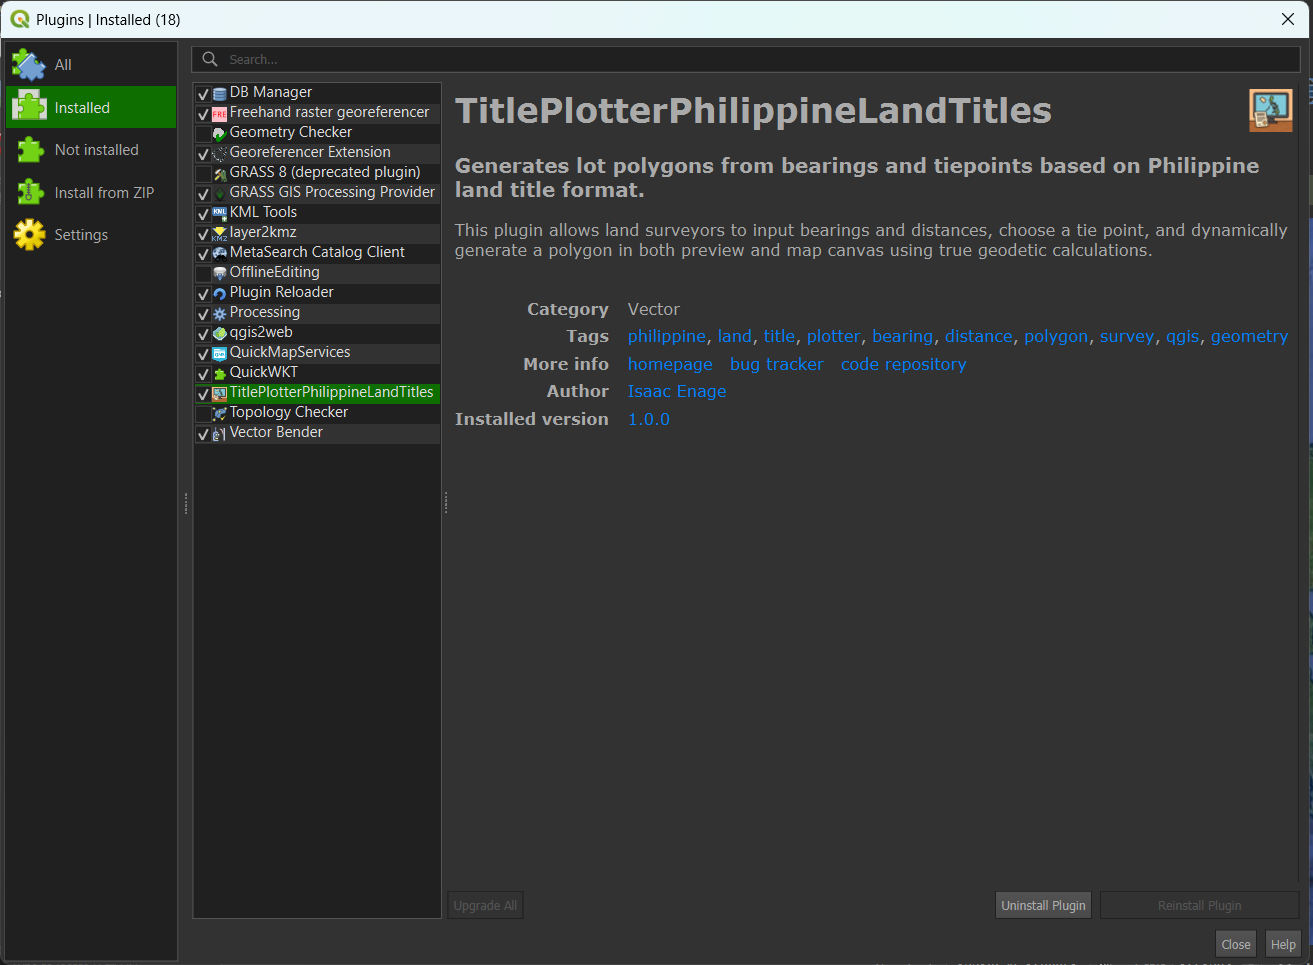 Plugins | Installed (18)
All
Installed
Not installed
Install from ZIP
Settings
Search...
DB Manager
FRE Freehand raster georeferencer
Geometry Checker
Georeferencer Extension
GRASS 8 (deprecated plugin)
GRASS GIS Processing Provider
KML KML Tools
KMZ layer2kmz
MetaSearch Catalog Client
OfflineEditing
Plugin Reloader
Processing
qgis2web
QuickMapServices
QuickWKT
TitlePlotterPhilippineLandTitles
Topology Checker
Vector Bender
TitlePlotterPhilippineLandTitles
Generates lot polygons from bearings and tiepoints based on Philippine
land title format.
This plugin allows land surveyors to input bearings and distances, choose a tie point, and dynamically
generate a polygon in both preview and map canvas using true geodetic calculations.
Category Vector
Tags philippine, land, title, plotter, bearing, distance, polygon, survey, qgis, geometry
More info homepage bug tracker code repository
Author Isaac Enage
Installed version 1.0.0
Upgrade All
Uninstall Plugin
Reinstall Plugin
Close
Help